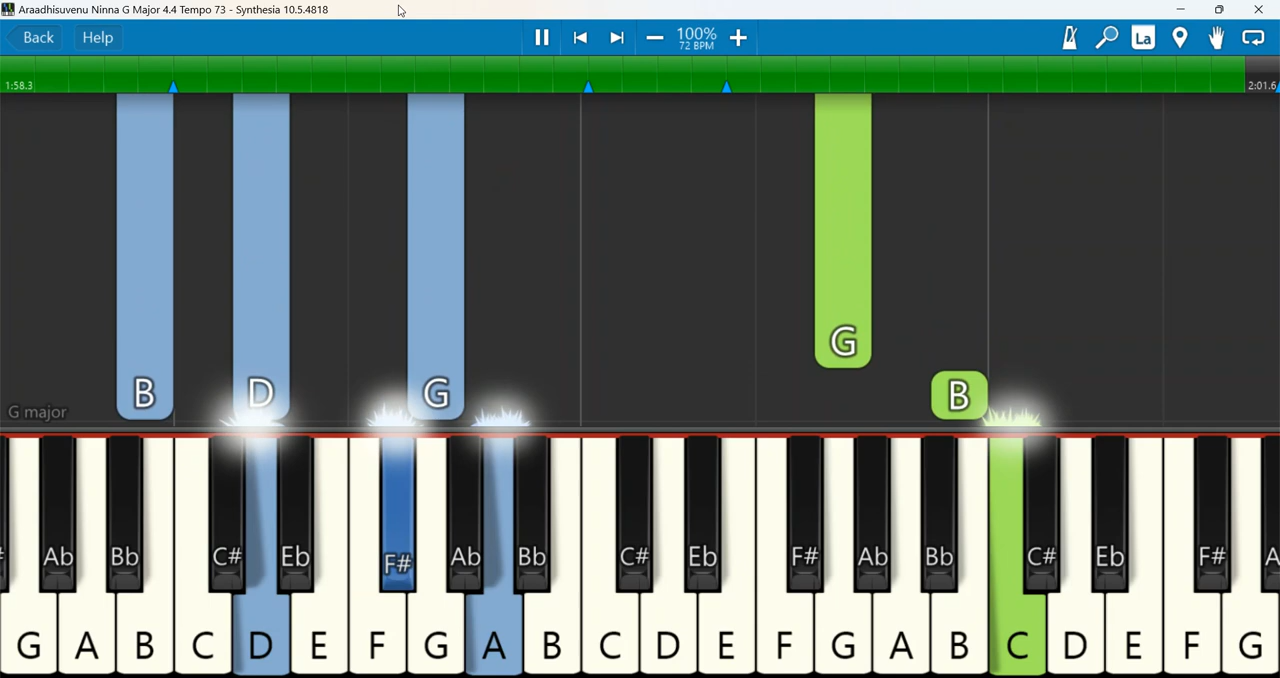 Araadhisuvenu Ninna G Major 4.4 Tempo 73 - Synthesia 10.5.4818
Back Help 100% 72 BPM La
1:58.3 2:01.6
G
B D G B
G major
Ab Bb C# Eb F# Ab Bb C# Eb F# Ab Bb C# Eb F# A
G A B C D E F G A B C D E F G A B C D E F G